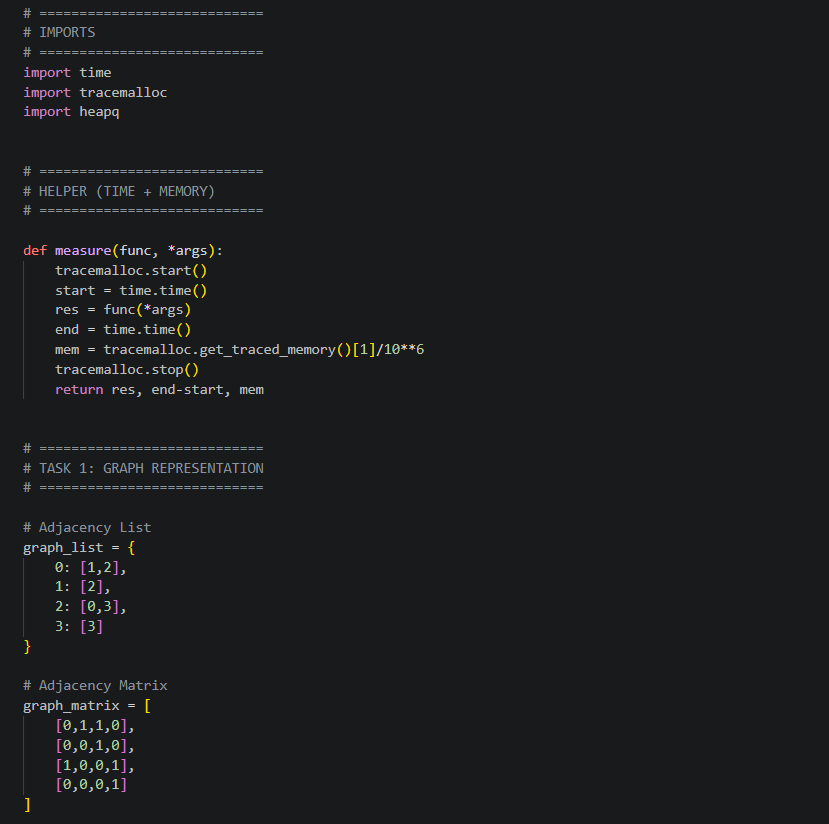 # ============================
# IMPORTS
# ============================
import time
import tracemalloc
import heapq
# ============================
# HELPER (TIME + MEMORY)
# ============================
def measure(func, *args):
    tracemalloc.start()
    start = time.time()
    res = func(*args)
    end = time.time()
    mem = tracemalloc.get_traced_memory()[1]/10**6
    tracemalloc.stop()
    return res, end-start, mem
# ============================
# TASK 1: GRAPH REPRESENTATION
# ============================
# Adjacency List
graph_list = {
    0: [1,2],
    1: [2],
    2: [0,3],
    3: [3]
}
# Adjacency Matrix
graph_matrix = [
    [0,1,1,0],
    [0,0,1,0],
    [1,0,0,1],
    [0,0,0,1]
]